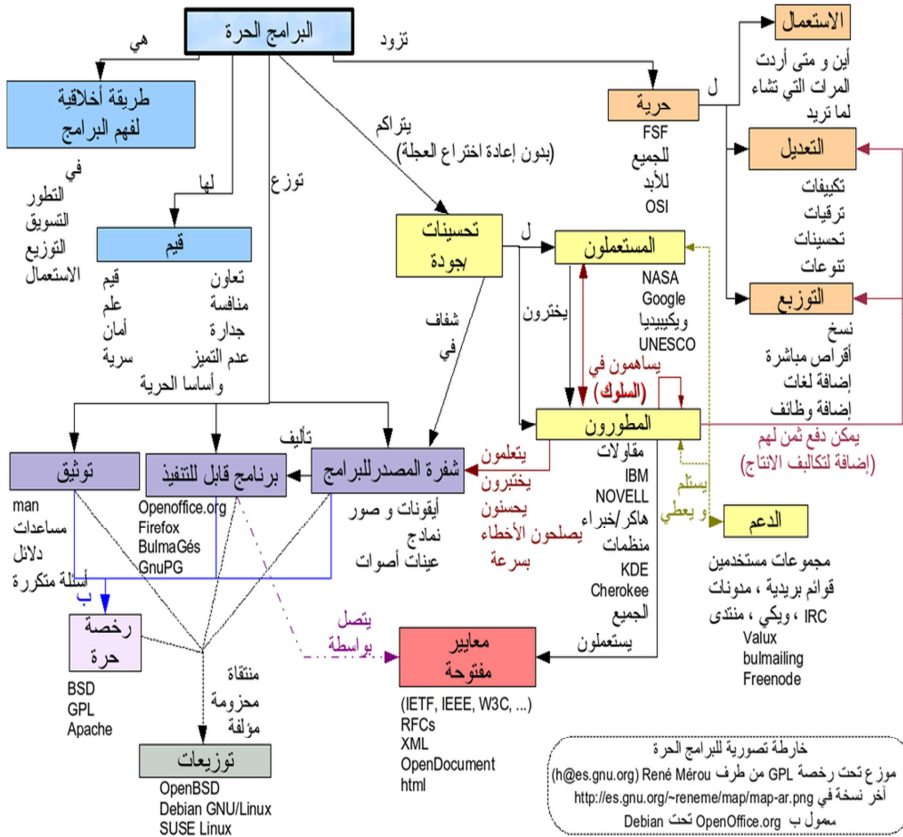 البرامج الحرة
تزود
هي
الاستعمال
أين و متى أردت
المرات التي تشاء
لما تريد
طريقة أخلاقية
لفهم البرامج
في
التطور
التسويق
التوزيع
الاستعمال
لها
توزع
يتراكم
(بدون إعادة اختراع العجلة)
حرية
ل
FSF
للجميع
للأبد
OSI
التعديل
تكييفات
ترقيات
تحسينات
تنوعات
قيم
تعاون
قيم
منافسة
علم
جدارة
أمان
عدم التميز
سرية
وأساسا الحرية
تحسينات
/جودة
ل
المستعملون
NASA
Google
ويكيبيديا
UNESCO
يخترون
شفاف
في
يساهمون في
(السلوك)
التوزيع
نسخ
أقراص مباشرة
إضافة لغات
إضافة وظائف
يمكن دفع ثمن لهم
(إضافة لتكاليف الانتاج)
المطورون
مقاولات
IBM
NOVELL
هاكر/خبراء
منظمات
KDE
Cherokee
الجميع
يستعملون
يتعلمون
يختبرون
يحسنون
يصلحون الأخطاء
بسرعة
يستلم
و يعطي
الدعم
مجموعات مستخدمين
قوائم بريدية ، مدونات
IRC ، ويكي ، منتدى
Valux
bulmailing
Freenode
توثيق
man
مساعدات
دلائل
أسئلة متكررة
برنامج قابل للتنفيذ
Openoffice.org
Firefox
BulmaGés
GnuPG
تأليف
شفرة المصدر للبرامج
أيقونات و صور
نمادج
عينات أصوات
ب
رخصة
حرة
BSD
GPL
Apache
يتصل
بواسطة
معايير
مفتوحة
(IETF, IEEE, W3C, ...)
RFCs
XML
OpenDocument
html
منتقاة
محزومة
مؤلفة
توزيعات
OpenBSD
Debian GNU/Linux
SUSE Linux
خارطة تصورية للبرامج الحرة
موزع تحت رخصة GPL من طرف René Mérou (h@es.gnu.org)
أخر نسخة في http://es.gnu.org/~reneme/map/map-ar.png
معمول ب OpenOffice.org تحت Debian